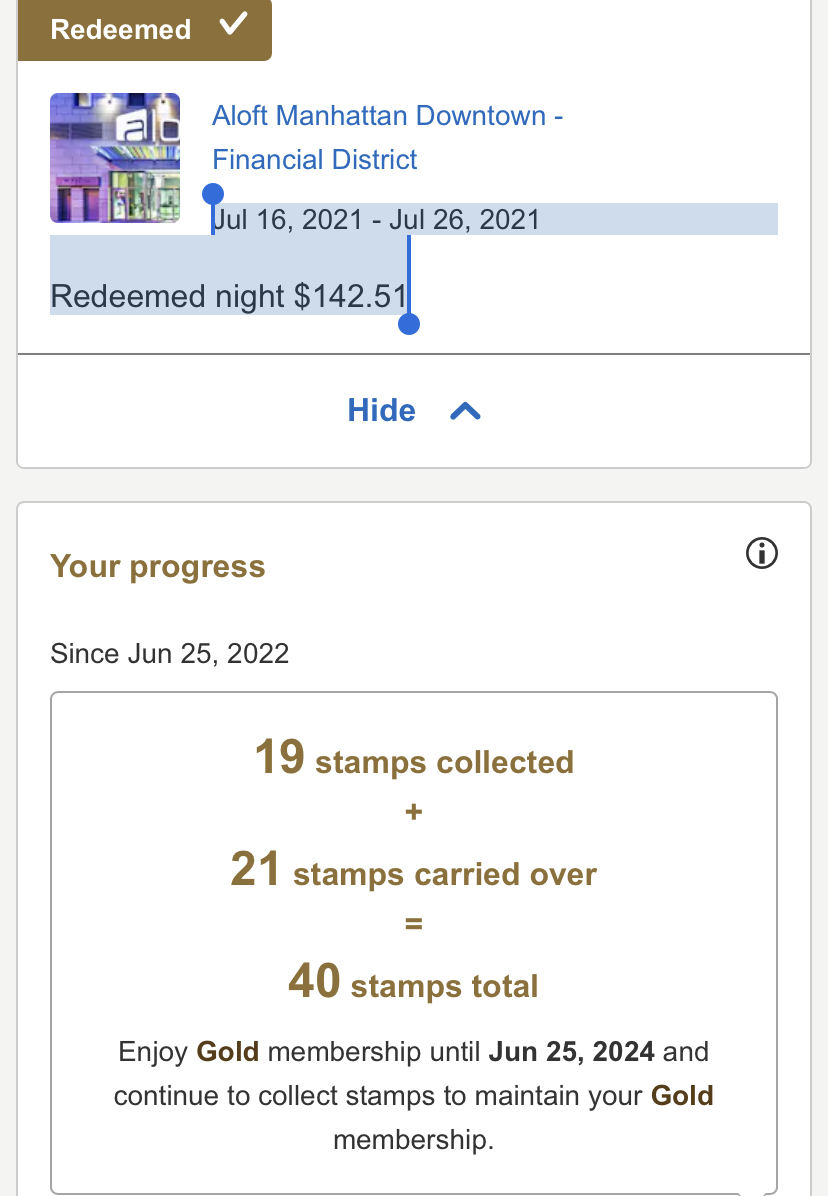 Redeemed
alo
Aloft Manhattan Downtown -
Financial District
Jul 16, 2021 - Jul 26, 2021
Redeemed night $142.51
Hide
Your progress
Since Jun 25, 2022
19 stamps collected
+
21 stamps carried over
=
40 stamps total
Enjoy Gold membership until Jun 25, 2024 and
continue to collect stamps to maintain your Gold
membership.